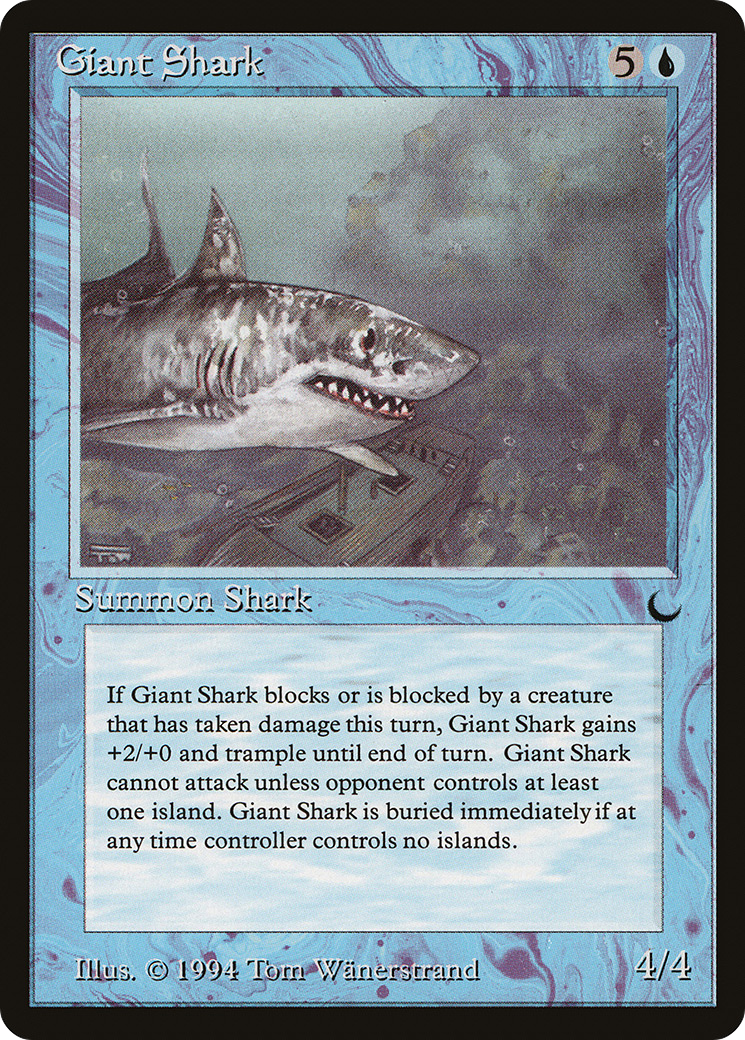 Giant Shark 5
TOW
Summon Shark
If Giant Shark blocks or is blocked by a creature
that has taken damage this turn, Giant Shark gains
+2/+0 and trample until end of turn. Giant Shark
cannot attack unless opponent controls at least
one island. Giant Shark is buried immediately if at
any time controller controls no islands.
Illus. © 1994 Tom Wänerstrand 4/4